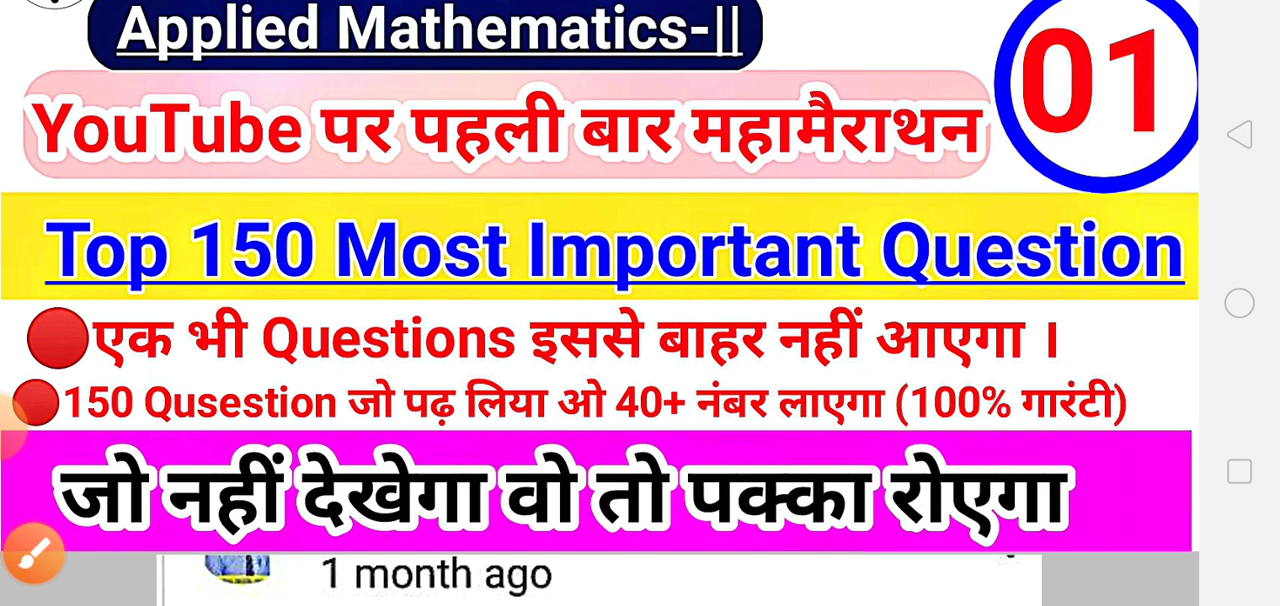 Applied Mathematics-||
01
YouTube पर पहली बार महामैराथन
Top 150 Most Important Question
एक भी Questions इससे बाहर नहीं आएगा ।
150 Qusestion जो पढ़ लिया ओ 40+ नंबर लाएगा (100% गारंटी)
जो नहीं देखेगा वो तो पक्का रोएगा
1 month ago